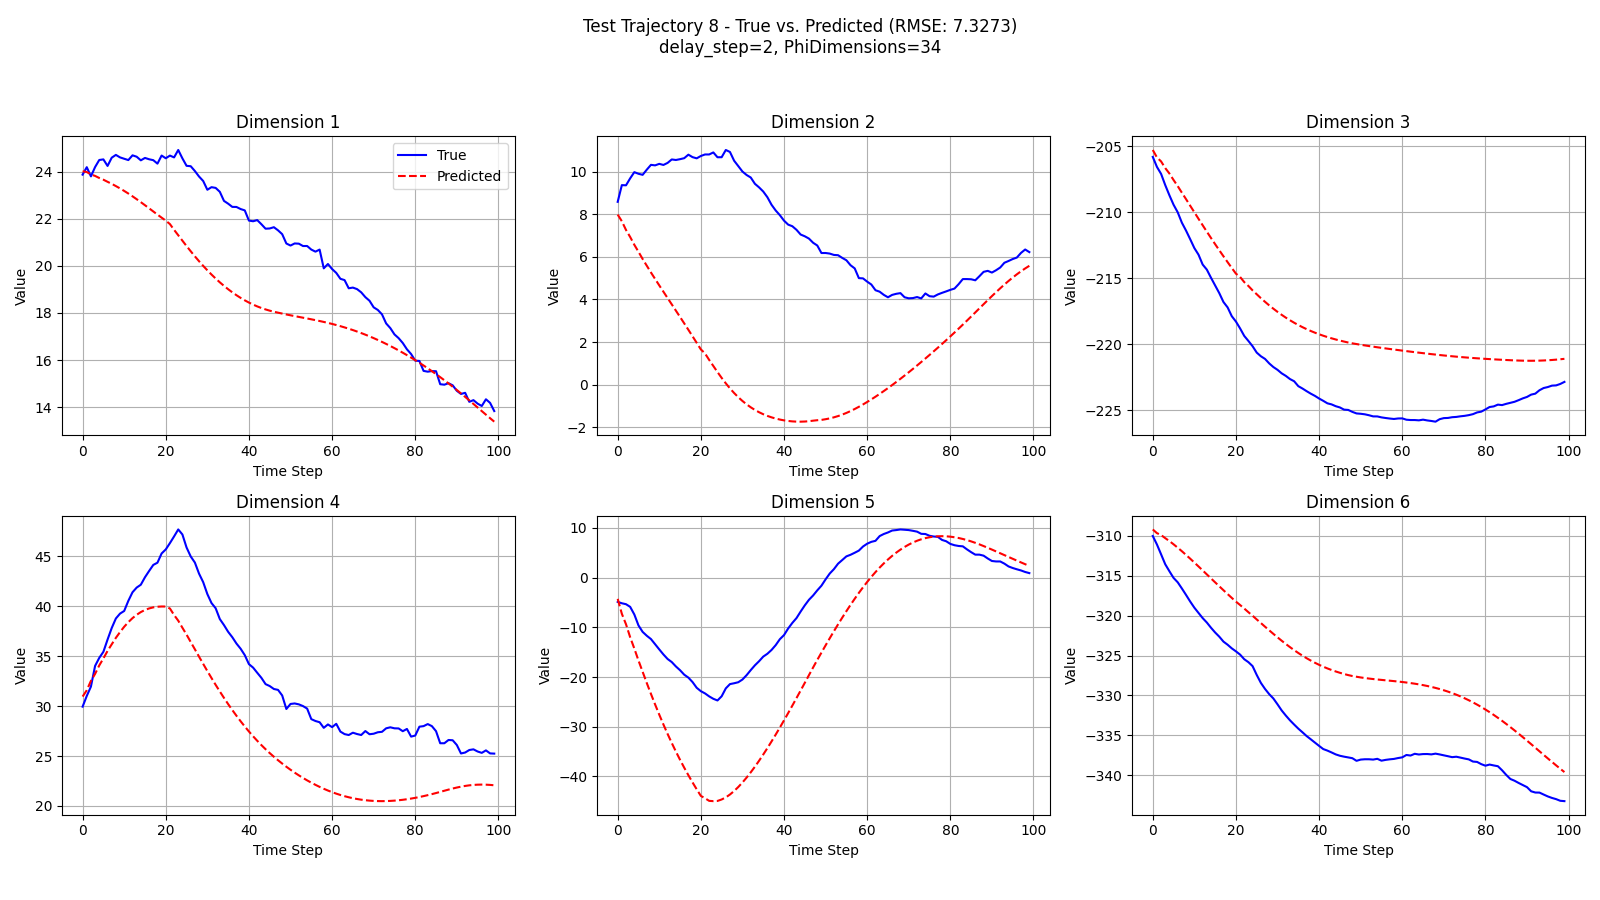 Test Trajectory 8 - True vs. Predicted (RMSE: 7.3273)
delay_step=2, PhiDimensions=34
Dimension 1
True
Predicted
Value
24
22
20
18
16
14
0 20 40 60 80 100
Time Step
Dimension 2
Value
10
8
6
4
2
0
−2
0 20 40 60 80 100
Time Step
Dimension 3
Value
−205
−210
−215
−220
−225
0 20 40 60 80 100
Time Step
Dimension 4
Value
45
40
35
30
25
20
0 20 40 60 80 100
Time Step
Dimension 5
Value
10
0
−10
−20
−30
−40
0 20 40 60 80 100
Time Step
Dimension 6
Value
−310
−315
−320
−325
−330
−335
−340
0 20 40 60 80 100
Time Step